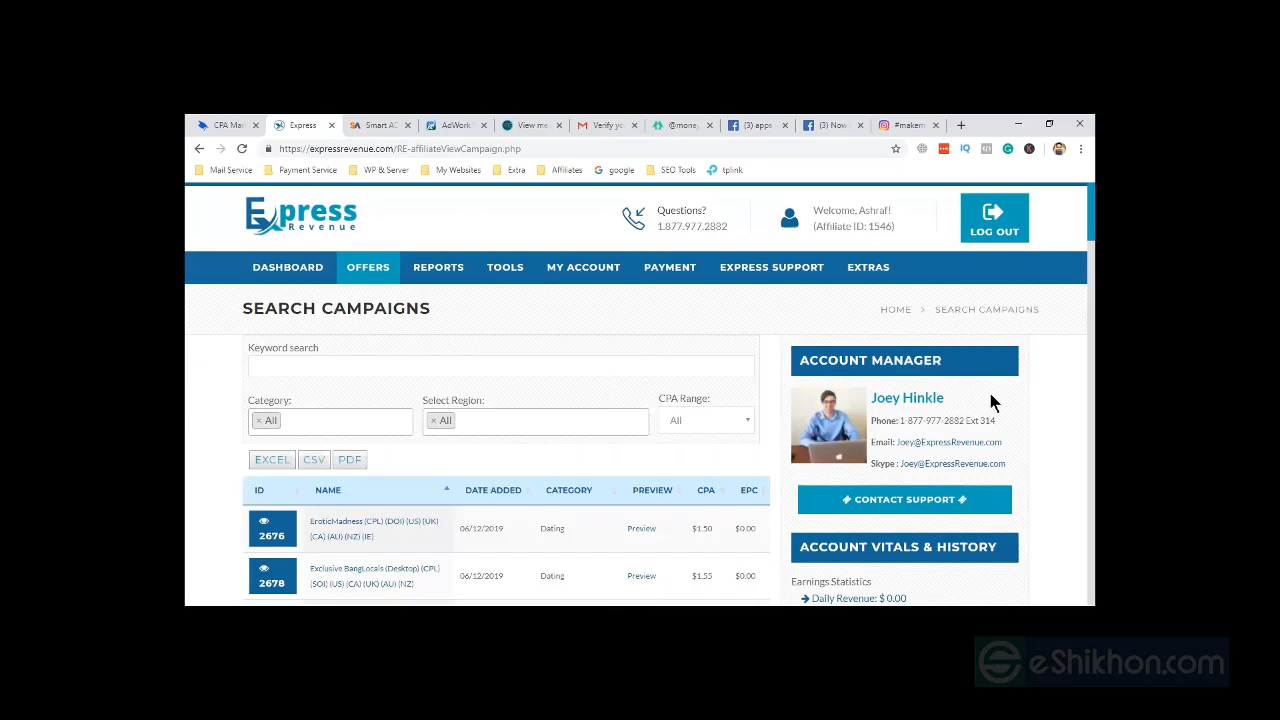 CPA Mar
Express
Smart AD
AdWork
View me
Verify yo
@mone
(3) apps
(3) Now
#makem
https://expressrevenue.com/RE-affiliateViewCampaign.php
Mail Service
Payment Service
WP & Server
My Websites
Extra
Affiliates
google
SEO Tools
tplink
Express
Revenue
Questions?
1.877.977.2882
Welcome, Ashraf!
(Affiliate ID: 1546)
LOG OUT
DASHBOARD
OFFERS
REPORTS
TOOLS
MY ACCOUNT
PAYMENT
EXPRESS SUPPORT
EXTRAS
SEARCH CAMPAIGNS
HOME > SEARCH CAMPAIGNS
Keyword search
Category:
× All
Select Region:
× All
CPA Range:
All
EXCEL
CSV
PDF
ID
NAME
DATE ADDED
CATEGORY
PREVIEW
CPA
EPC
2676
EroticMadness (CPL) (DOI) (US) (UK)
(CA) (AU) (NZ) (IE)
06/12/2019
Dating
Preview
$1.50
$0.00
2678
Exclusive BangLocals (Desktop) (CPL)
(SOI) (US) (CA) (UK) (AU) (NZ)
06/12/2019
Dating
Preview
$1.55
$0.00
ACCOUNT MANAGER
Joey Hinkle
Phone: 1-877-977-2882 Ext 314
Email: Joey@ExpressRevenue.com
Skype : Joey@ExpressRevenue.com
CONTACT SUPPORT
ACCOUNT VITALS & HISTORY
Earnings Statistics
Daily Revenue: $ 0.00
eShikhon.com